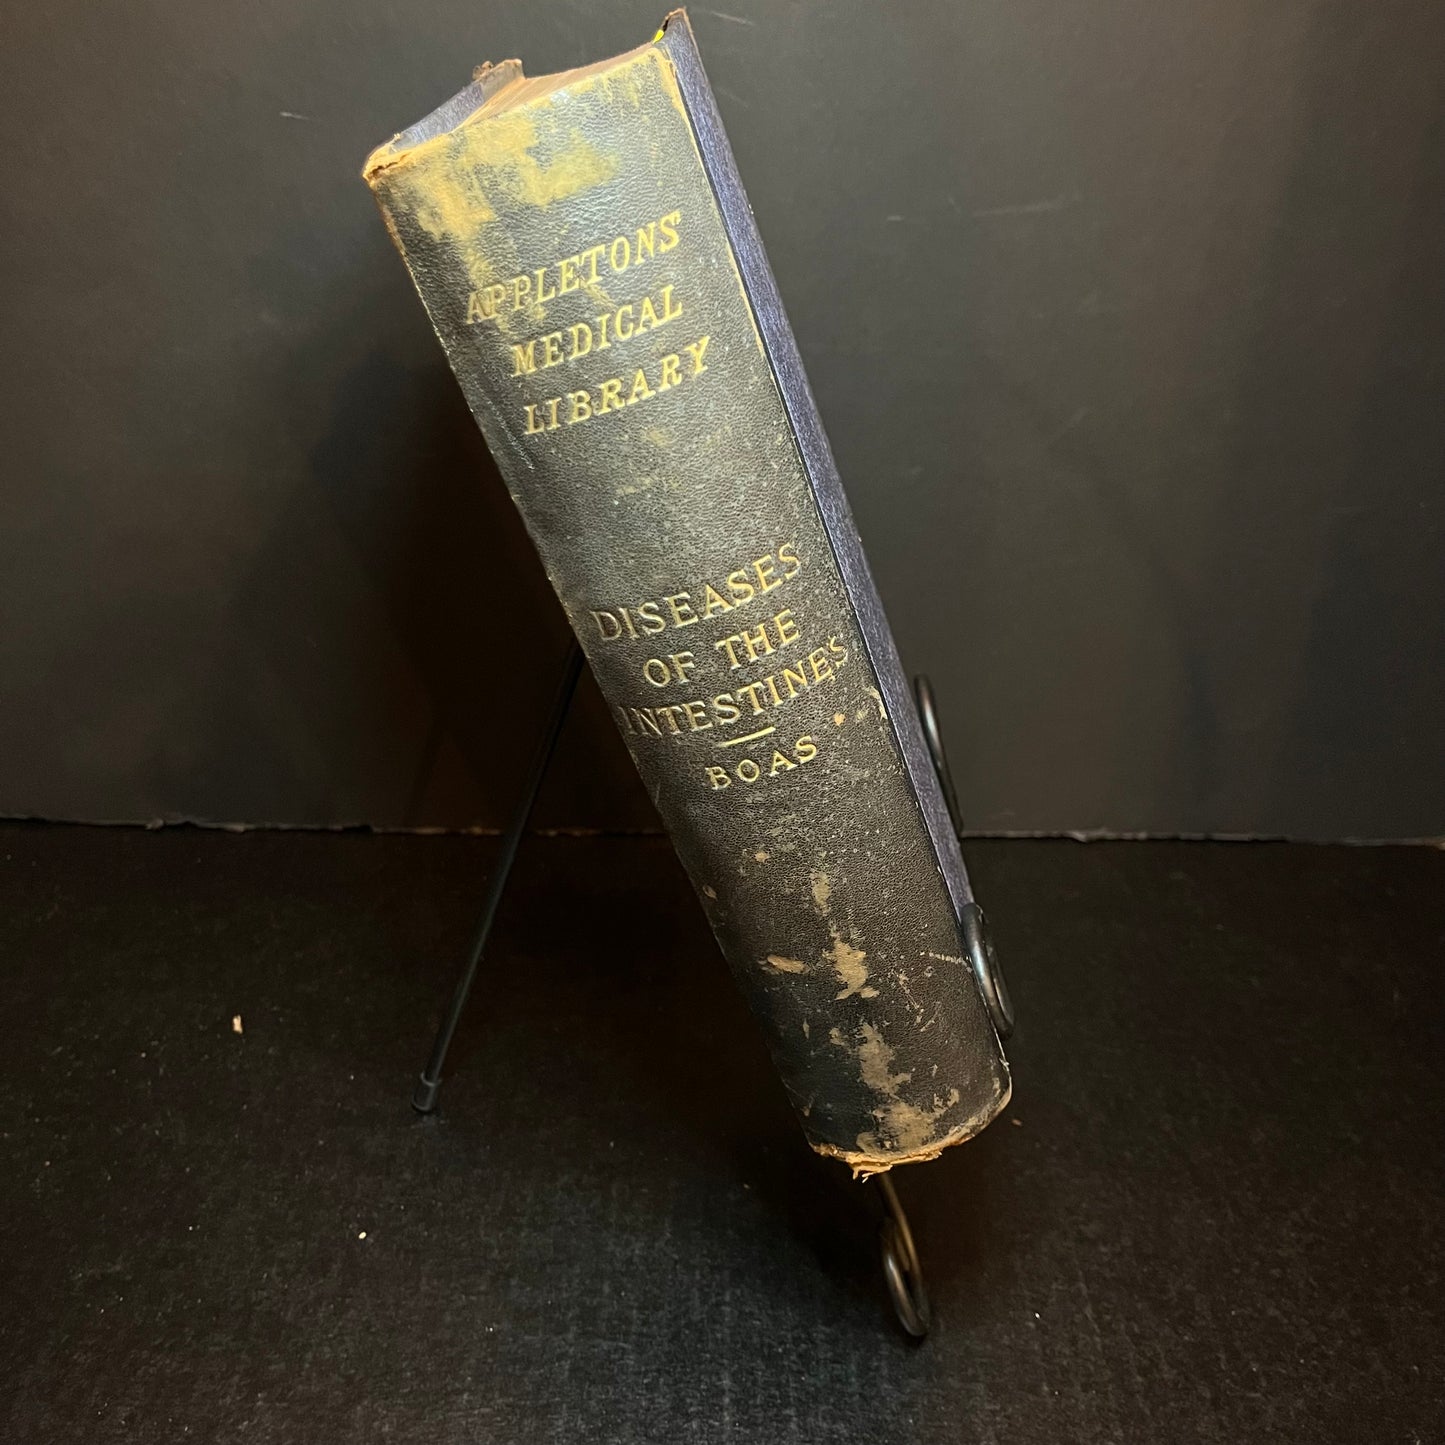 APPLETONS'
MEDICAL
LIBRARY
DISEASES
OF THE
INTESTINES
BOAS